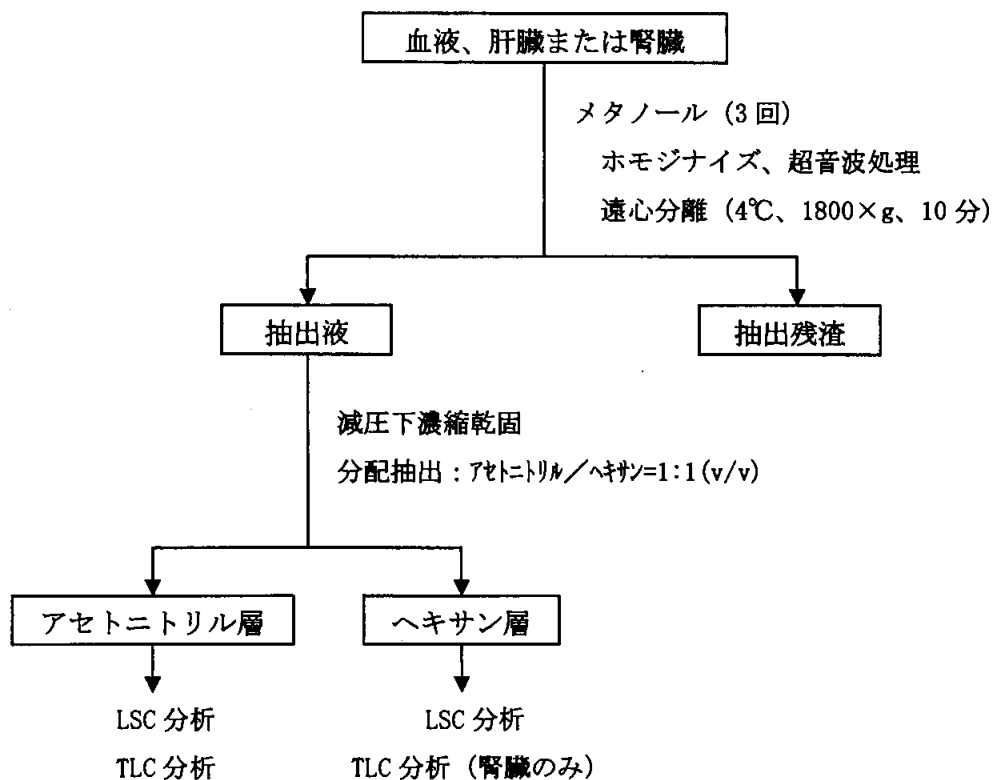 血液、肝臓または腎臓
メタノール (3回)
ホモジナイズ、超音波処理
遠心分離 (4℃、1800×g、10分)
抽出液
抽出残渣
減圧下濃縮乾固
分配抽出：ｱｾﾄﾆﾄﾘﾙ／ﾍｷｻﾝ=1:1(v/v)
アセトニトリル層
ヘキサン層
LSC分析
TLC分析
LSC分析
TLC分析 (腎臓のみ)